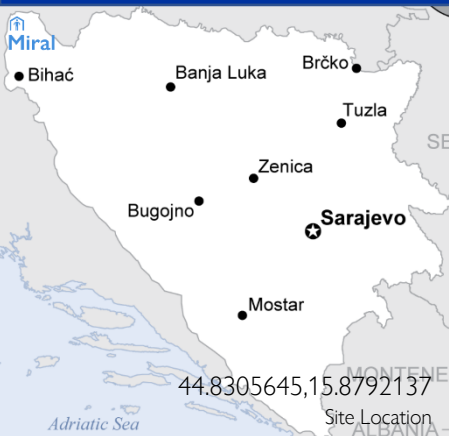 Miral
Bihać
Banja Luka
Brčko
Tuzla
Zenica
Bugojno
Sarajevo
Mostar
SE
MONTENE
44.8305645,15.8792137
Site Location
Adriatic Sea
ALBANIA